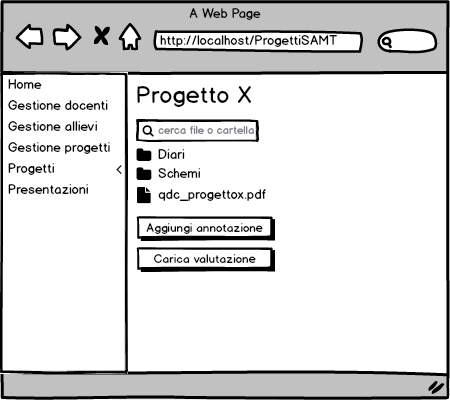 A Web Page
http://localhost/ProgettiSAMT
Home
Gestione docenti
Gestione allievi
Gestione progetti
Progetti
Presentazioni
Progetto X
cerca file o cartella
Diari
Schemi
qdc_progettox.pdf
Aggiungi annotazione
Carica valutazione